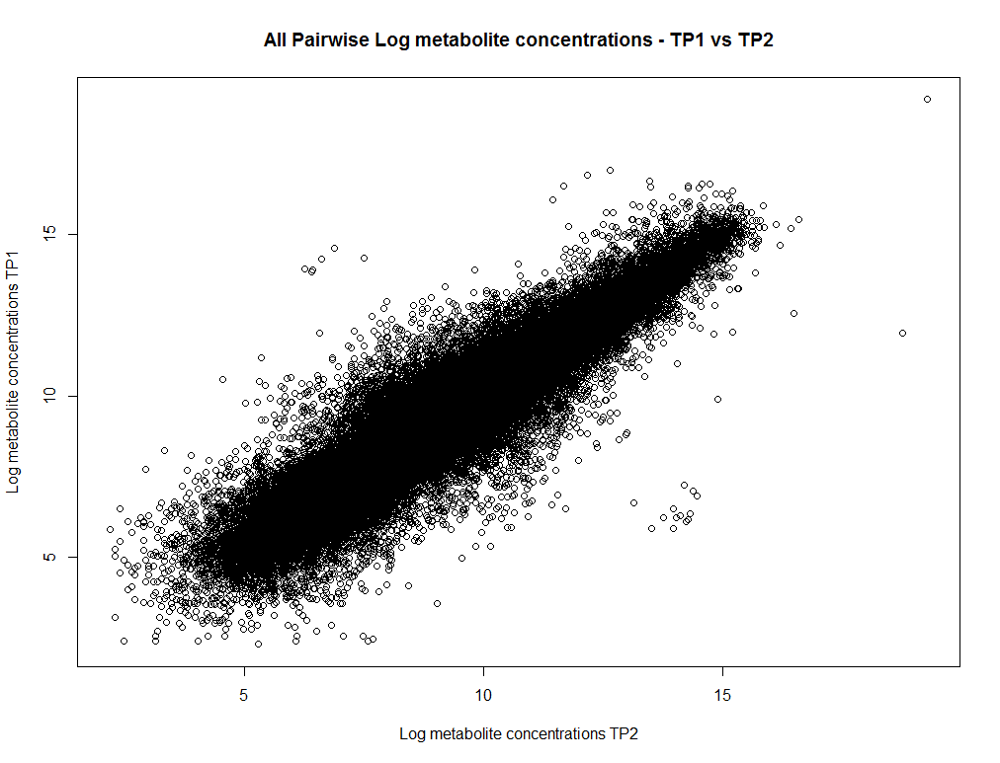 All Pairwise Log metabolite concentrations - TP1 vs TP2
Log metabolite concentrations TP1
15
10
5
5 10 15
Log metabolite concentrations TP2